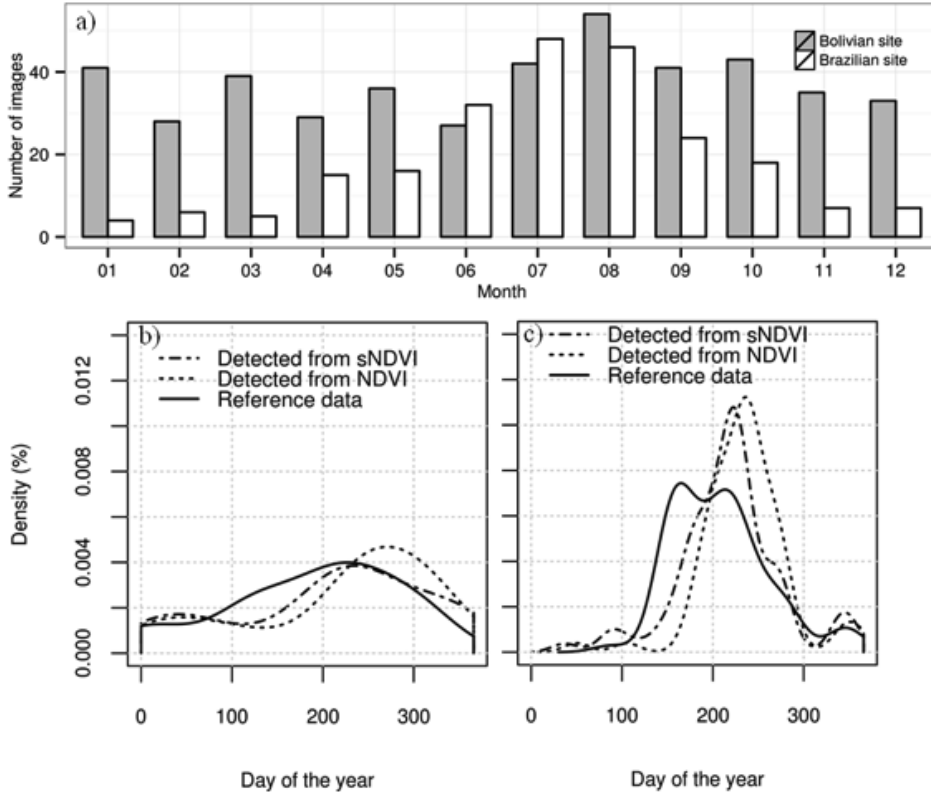 a)
Bolivian site
Brazilian site
Number of images
40
20
0
01 02 03 04 05 06 07 08 09 10 11 12
Month
b)
Detected from sNDVI
Detected from NDVI
Reference data
c)
Detected from sNDVI
Detected from NDVI
Reference data
Density (%)
0.012
0.008
0.004
0.000
0 100 200 300
0 100 200 300
Day of the year
Day of the year